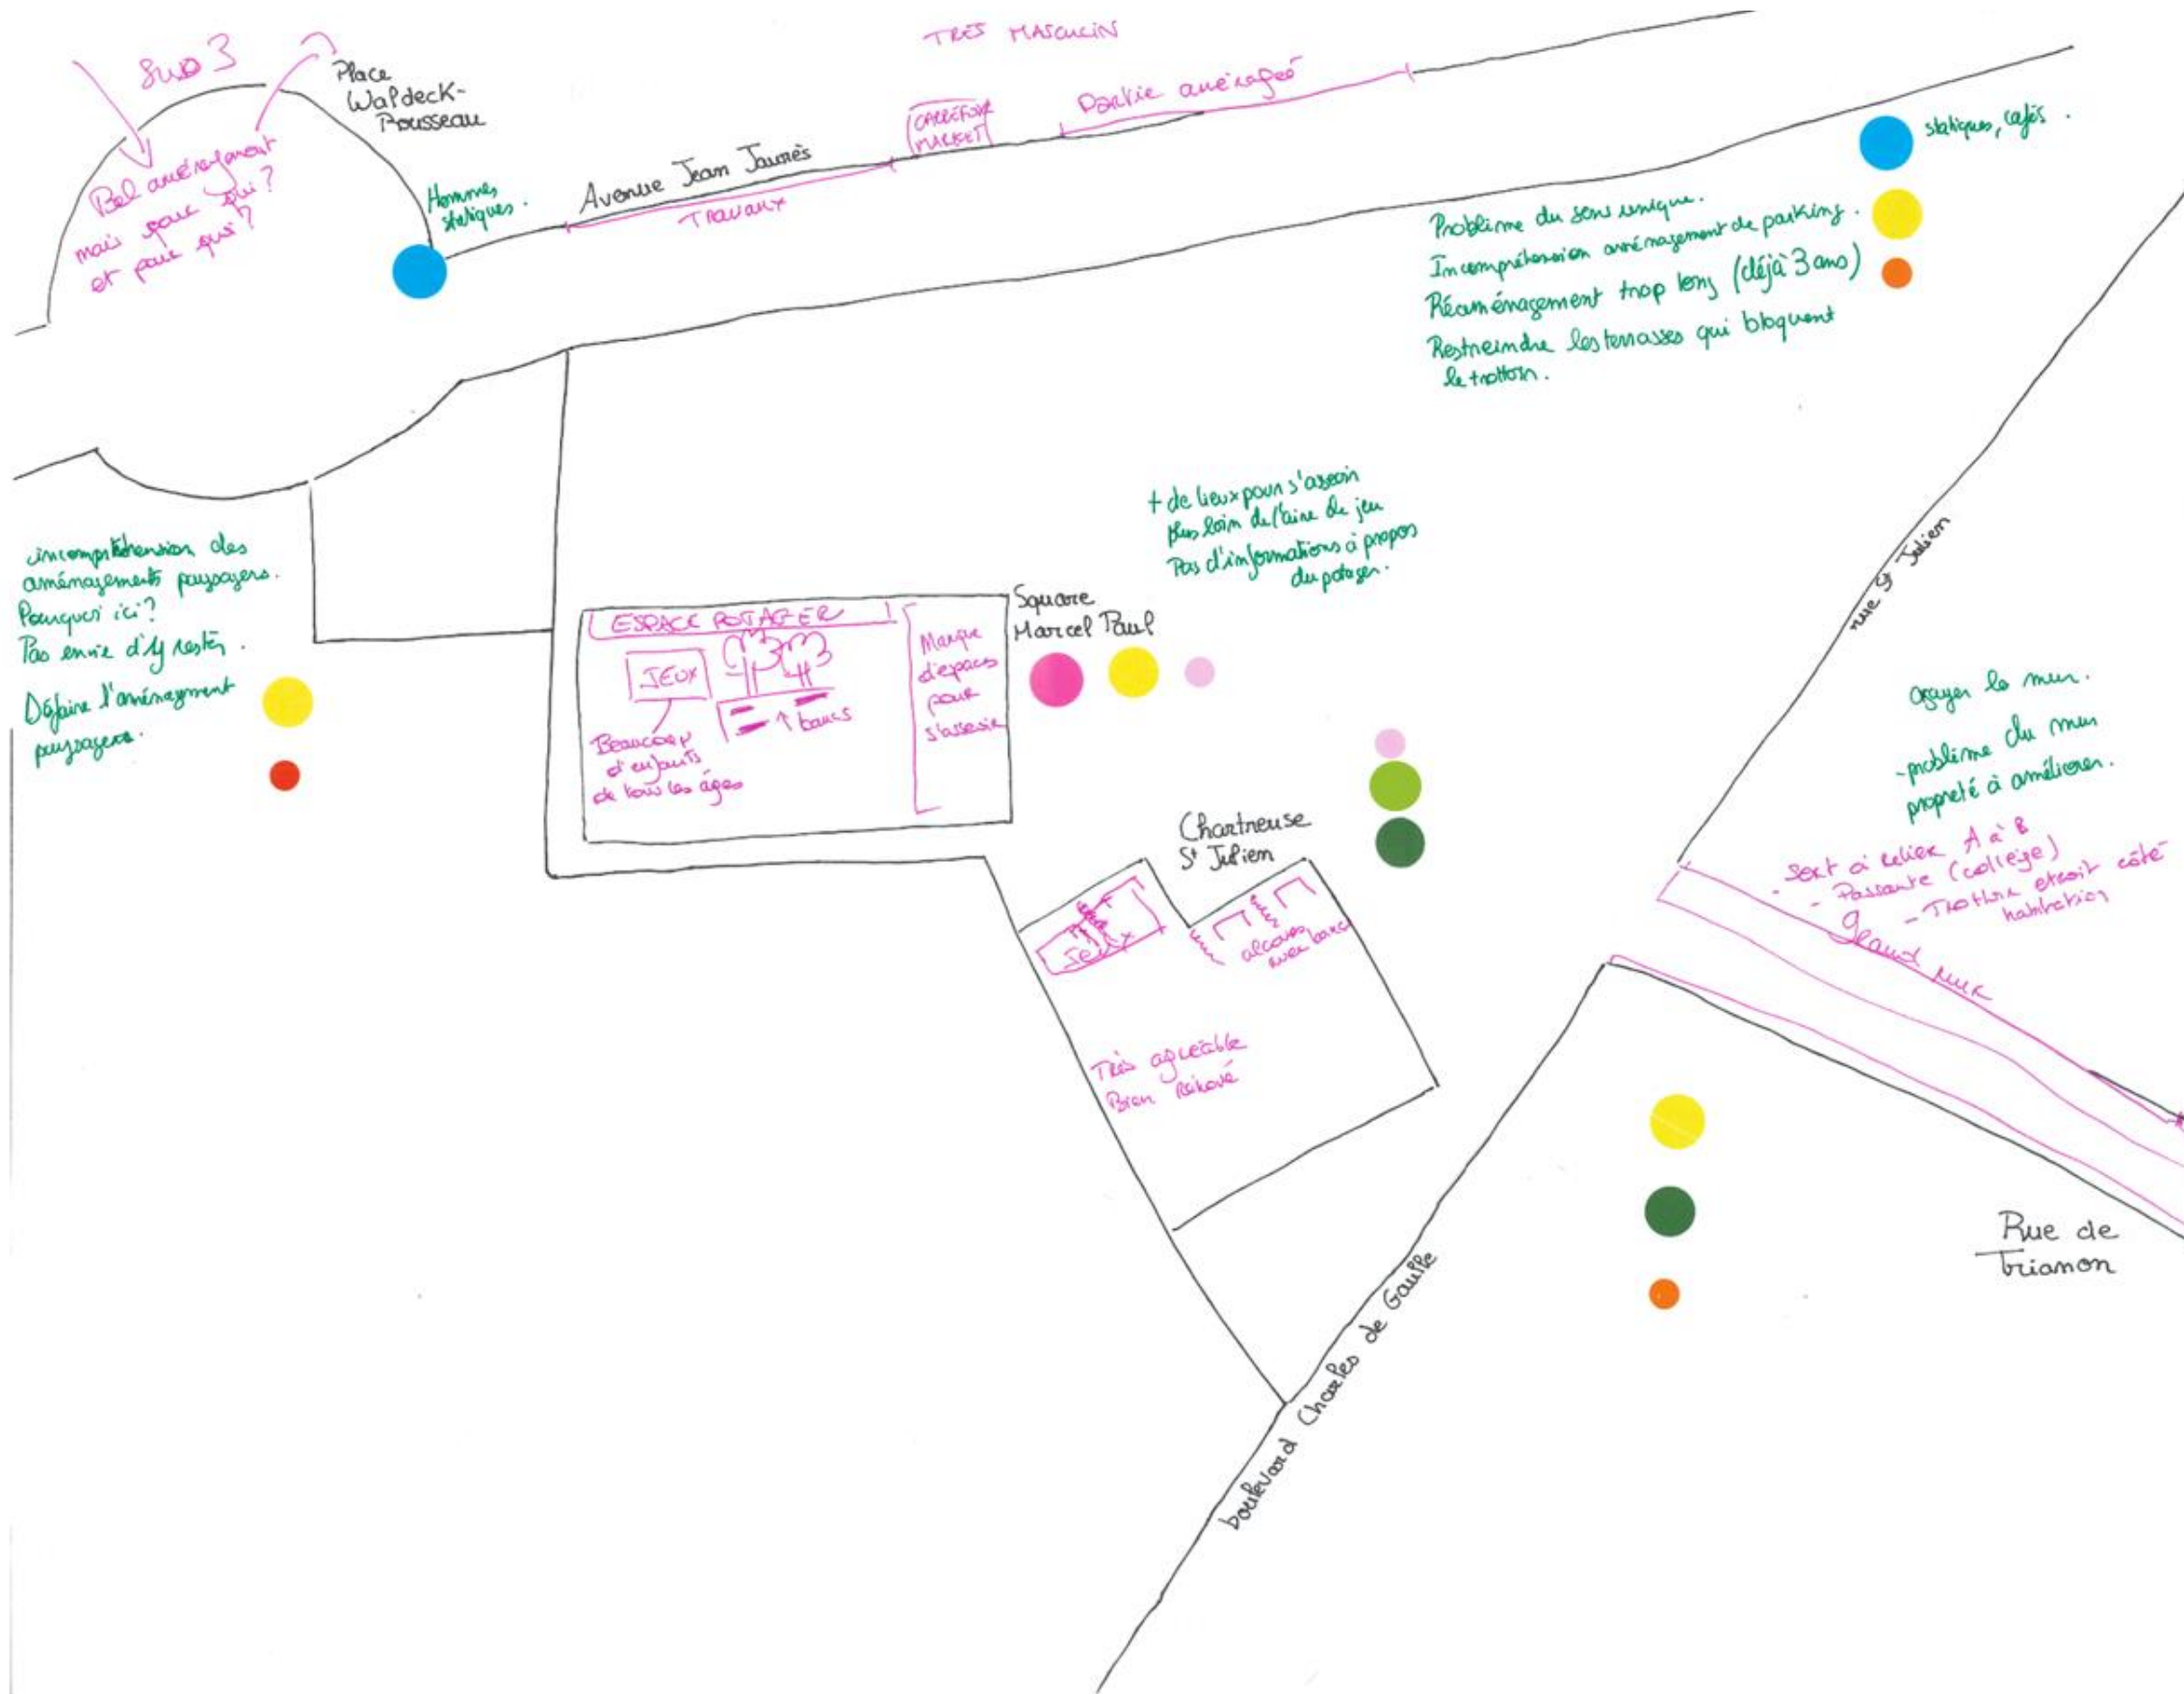 SUD 3
Place
Waldeck-
Rousseau
Bel aménagement
mais pour qui?
et pour quoi?
Hommes
statiques.
Avenue Jean Jaurès
TRAVAUX
TRES MASCULIN
CARREFOUR
MARKET
Partie aménagée
statiques, cafés.
Problème du sens unique.
Incompréhension aménagement de parking.
Réaménagement trop long (déjà 3 ans)
Restreindre les terrasses qui bloquent
le trottoir.
incompréhension des
aménagements paysagers.
Pourquoi ici?
Pas envie d'y rester.
Défaire l'aménagement
paysagers.
+ de lieux pour s'asseoir
plus loin de l'aire de jeu
Pas d'informations à propos
du potager.
Square
Marcel Paul
ESPACE POTAGER
JEUX
↑ bancs
Beaucoup
d'enfants
de tous les âges
Manque
d'espaces
pour
s'asseoir
rue St Julien
Chartreuse
St Julien
Jeux
alcoves
avec bancs
Très agréable
Bien rénové
égayer le mur.
- problème du mur
propreté à améliorer.
- Sert à relier A à B
- Passante (collège)
- Trottoir étroit côté
habitation
Grand mur
Rue de
Trianon
boulevard Charles de Gaulle